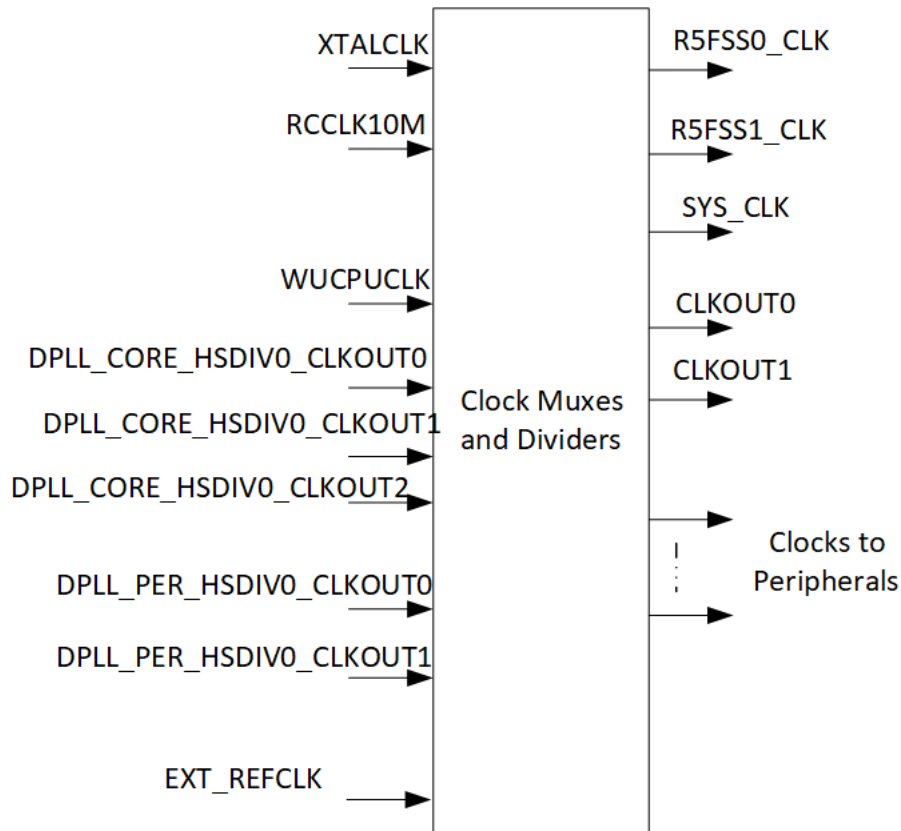 XTALCLK
RCCLK10M
WUCPUCLK
DPLL_CORE_HSDIV0_CLKOUT0
DPLL_CORE_HSDIV0_CLKOUT1
DPLL_CORE_HSDIV0_CLKOUT2
DPLL_PER_HSDIV0_CLKOUT0
DPLL_PER_HSDIV0_CLKOUT1
EXT_REFCLK
Clock Muxes
and Dividers
R5FSS0_CLK
R5FSS1_CLK
SYS_CLK
CLKOUT0
CLKOUT1
Clocks to
Peripherals